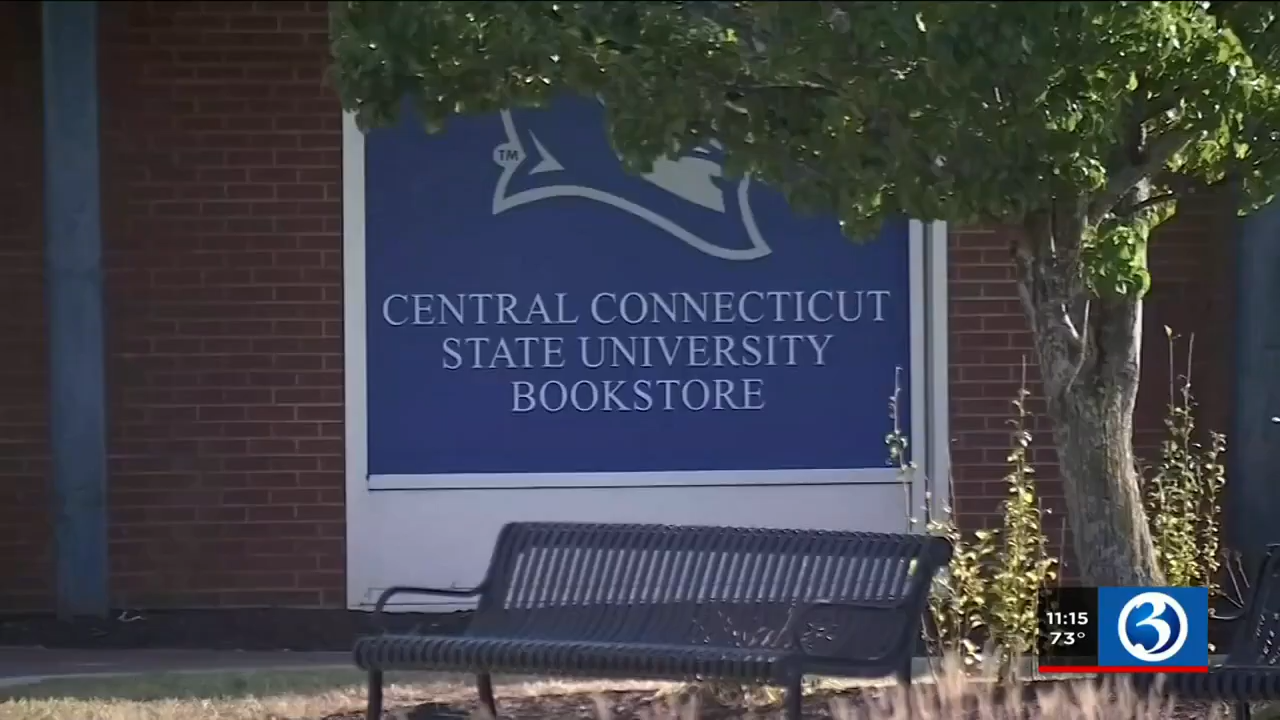 TM
CENTRAL CONNECTICUT
STATE UNIVERSITY
BOOKSTORE
11:15
73°
3